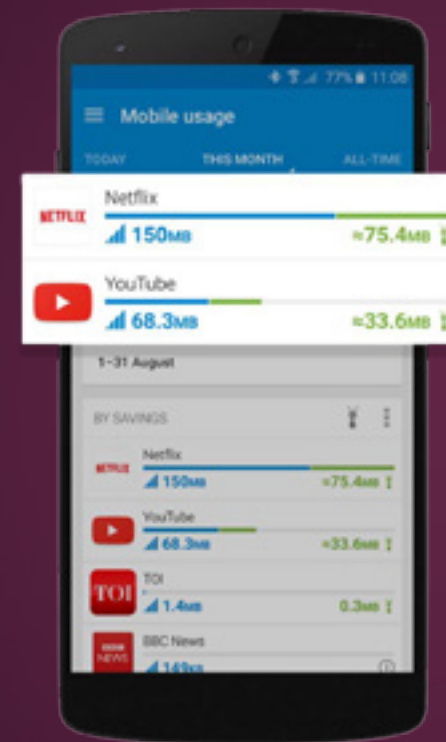 77% 11:08
Mobile usage
TODAY THIS MONTH ALL-TIME
NETFLIX
Netflix
150MB ≈75.4MB
YouTube
68.3MB ≈33.6MB
1-31 August
BY SAVINGS
NETFLIX
Netflix
150MB ≈75.4MB
YouTube
68.3MB ≈33.6MB
TOI
TOI
1.4MB 0.3MB
BBC News
NEWS
149KB